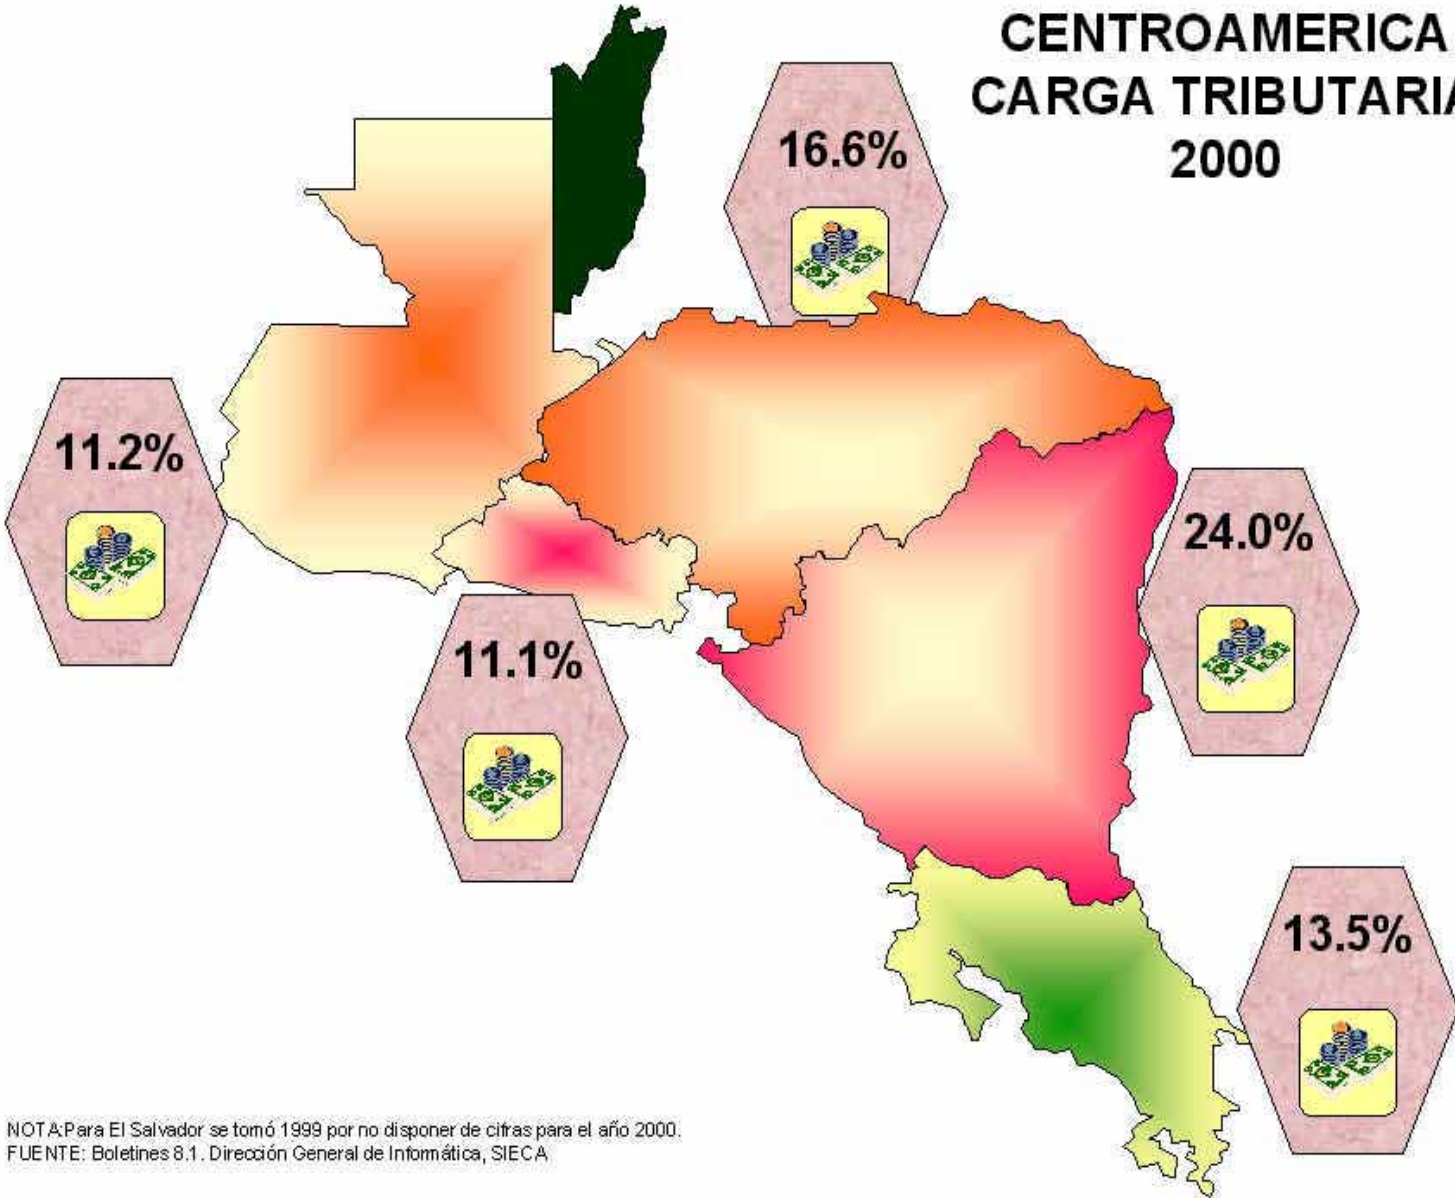 CENTROAMERICA
CARGA TRIBUTARIA
2000
16.6%
11.2%
24.0%
11.1%
13.5%
NOTA:Para El Salvador se tomó 1999 por no disponer de cifras para el año 2000.
FUENTE: Boletines 8.1. Dirección General de Informática, SIECA